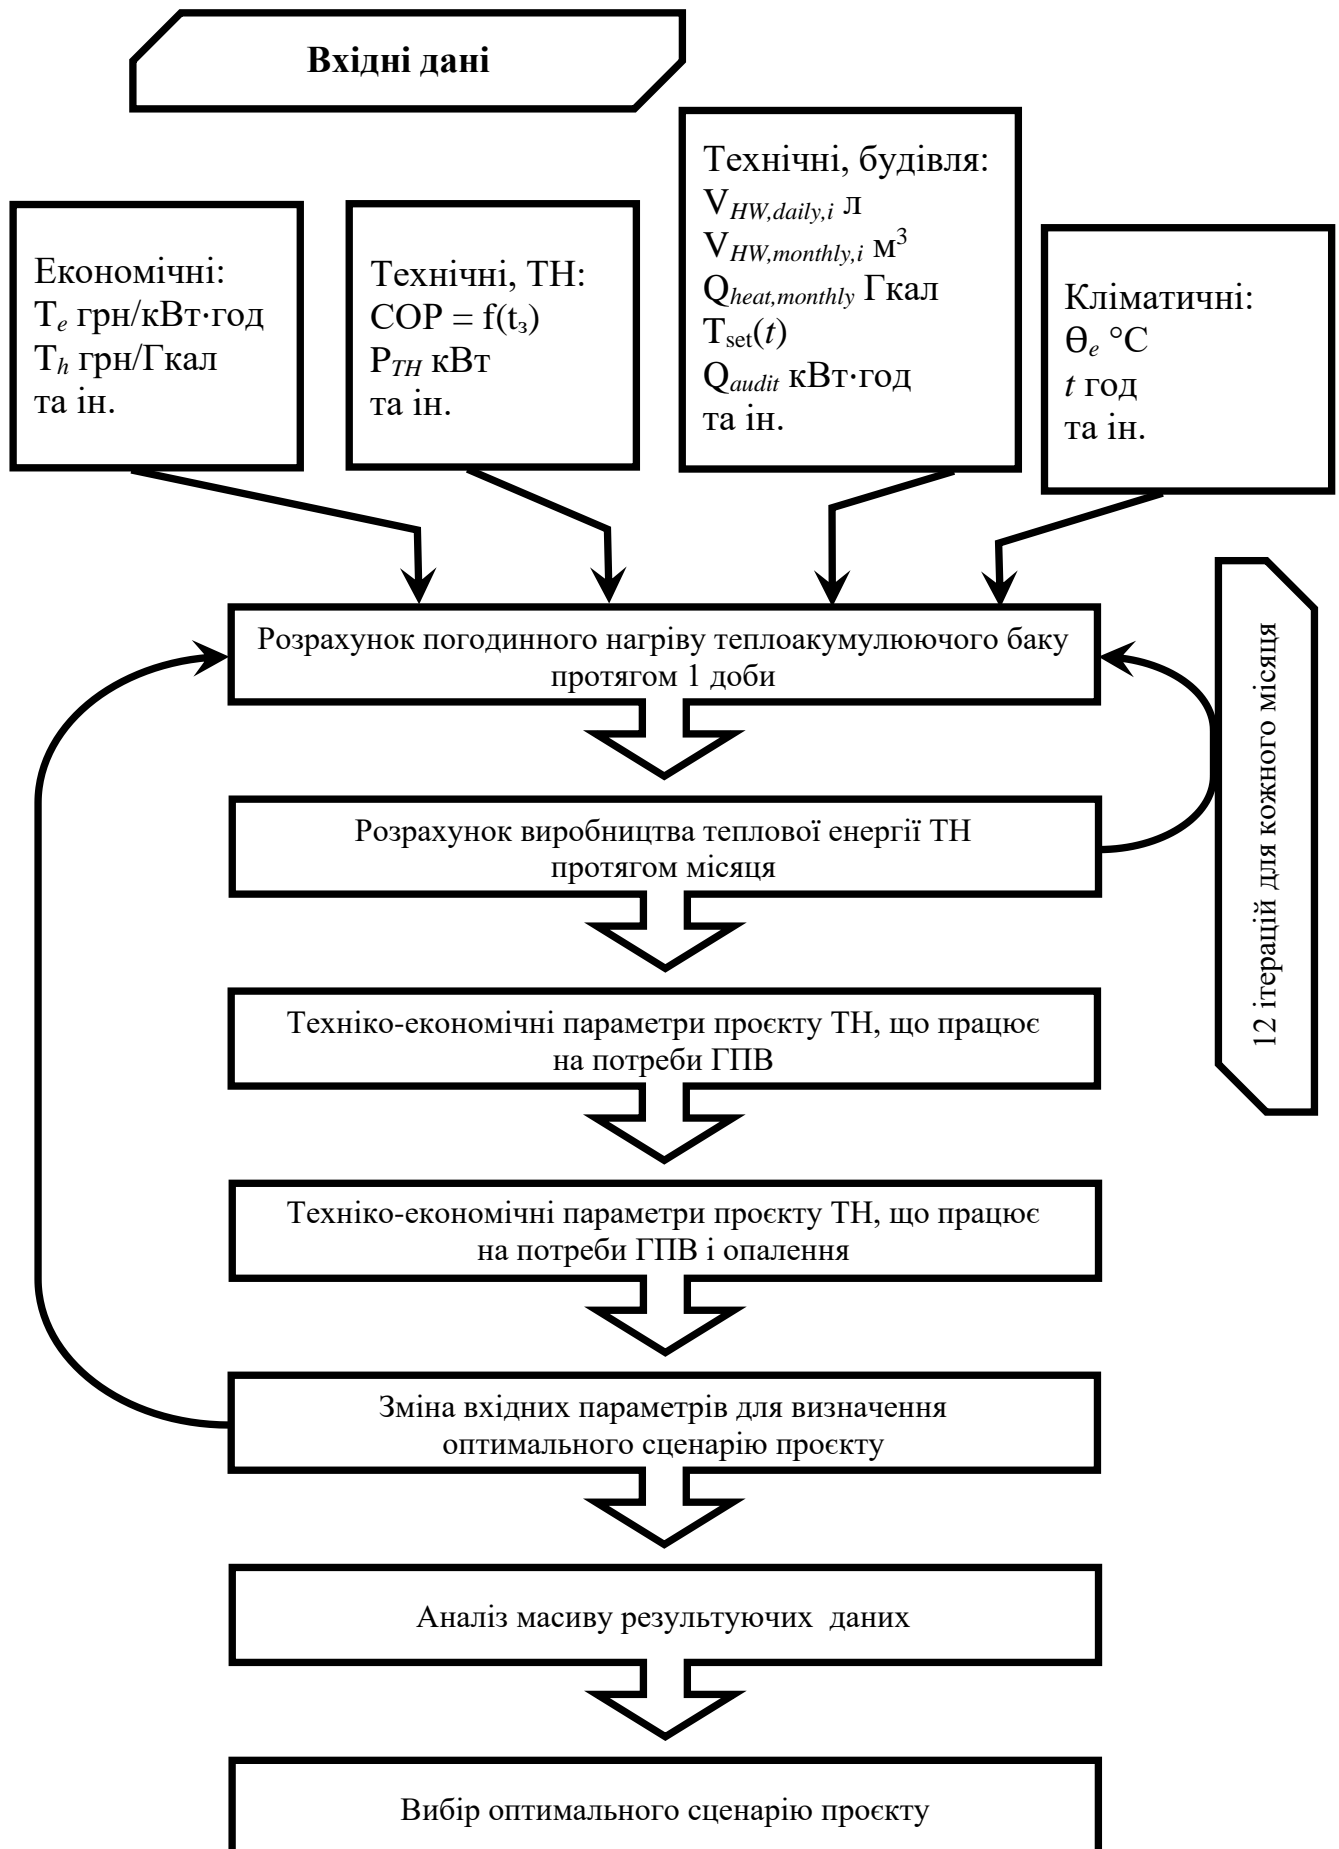 Вхідні дані
Економічні:
Te грн/кВт·год
Th грн/Гкал
та ін.
Технічні, ТН:
COP = f(tз)
PTH кВт
та ін.
Технічні, будівля:
VHW,daily,i л
VHW,monthly,i м³
Qheat,monthly Гкал
Tset(t)
Qaudit кВт·год
та ін.
Кліматичні:
Θe °C
t год
та ін.
Розрахунок погодинного нагріву теплоакумулюючого баку
протягом 1 доби
12 ітерацій для кожного місяця
Розрахунок виробництва теплової енергії ТН
протягом місяця
Техніко-економічні параметри проєкту ТН, що працює
на потреби ГПВ
Техніко-економічні параметри проєкту ТН, що працює
на потреби ГПВ і опалення
Зміна вхідних параметрів для визначення
оптимального сценарію проєкту
Аналіз масиву результуючих  даних
Вибір оптимального сценарію проєкту